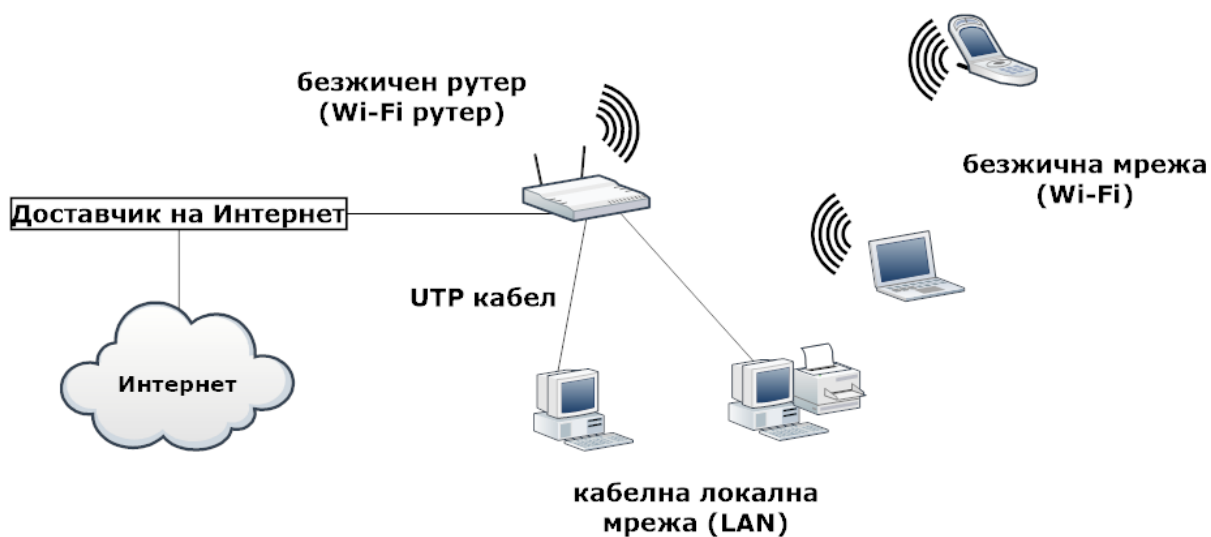 безжичен рутер
(Wi-Fi рутер)
безжична мрежа
(Wi-Fi)
Доставчик на Интернет
UTP кабел
Интернет
кабелна локална
мрежа (LAN)